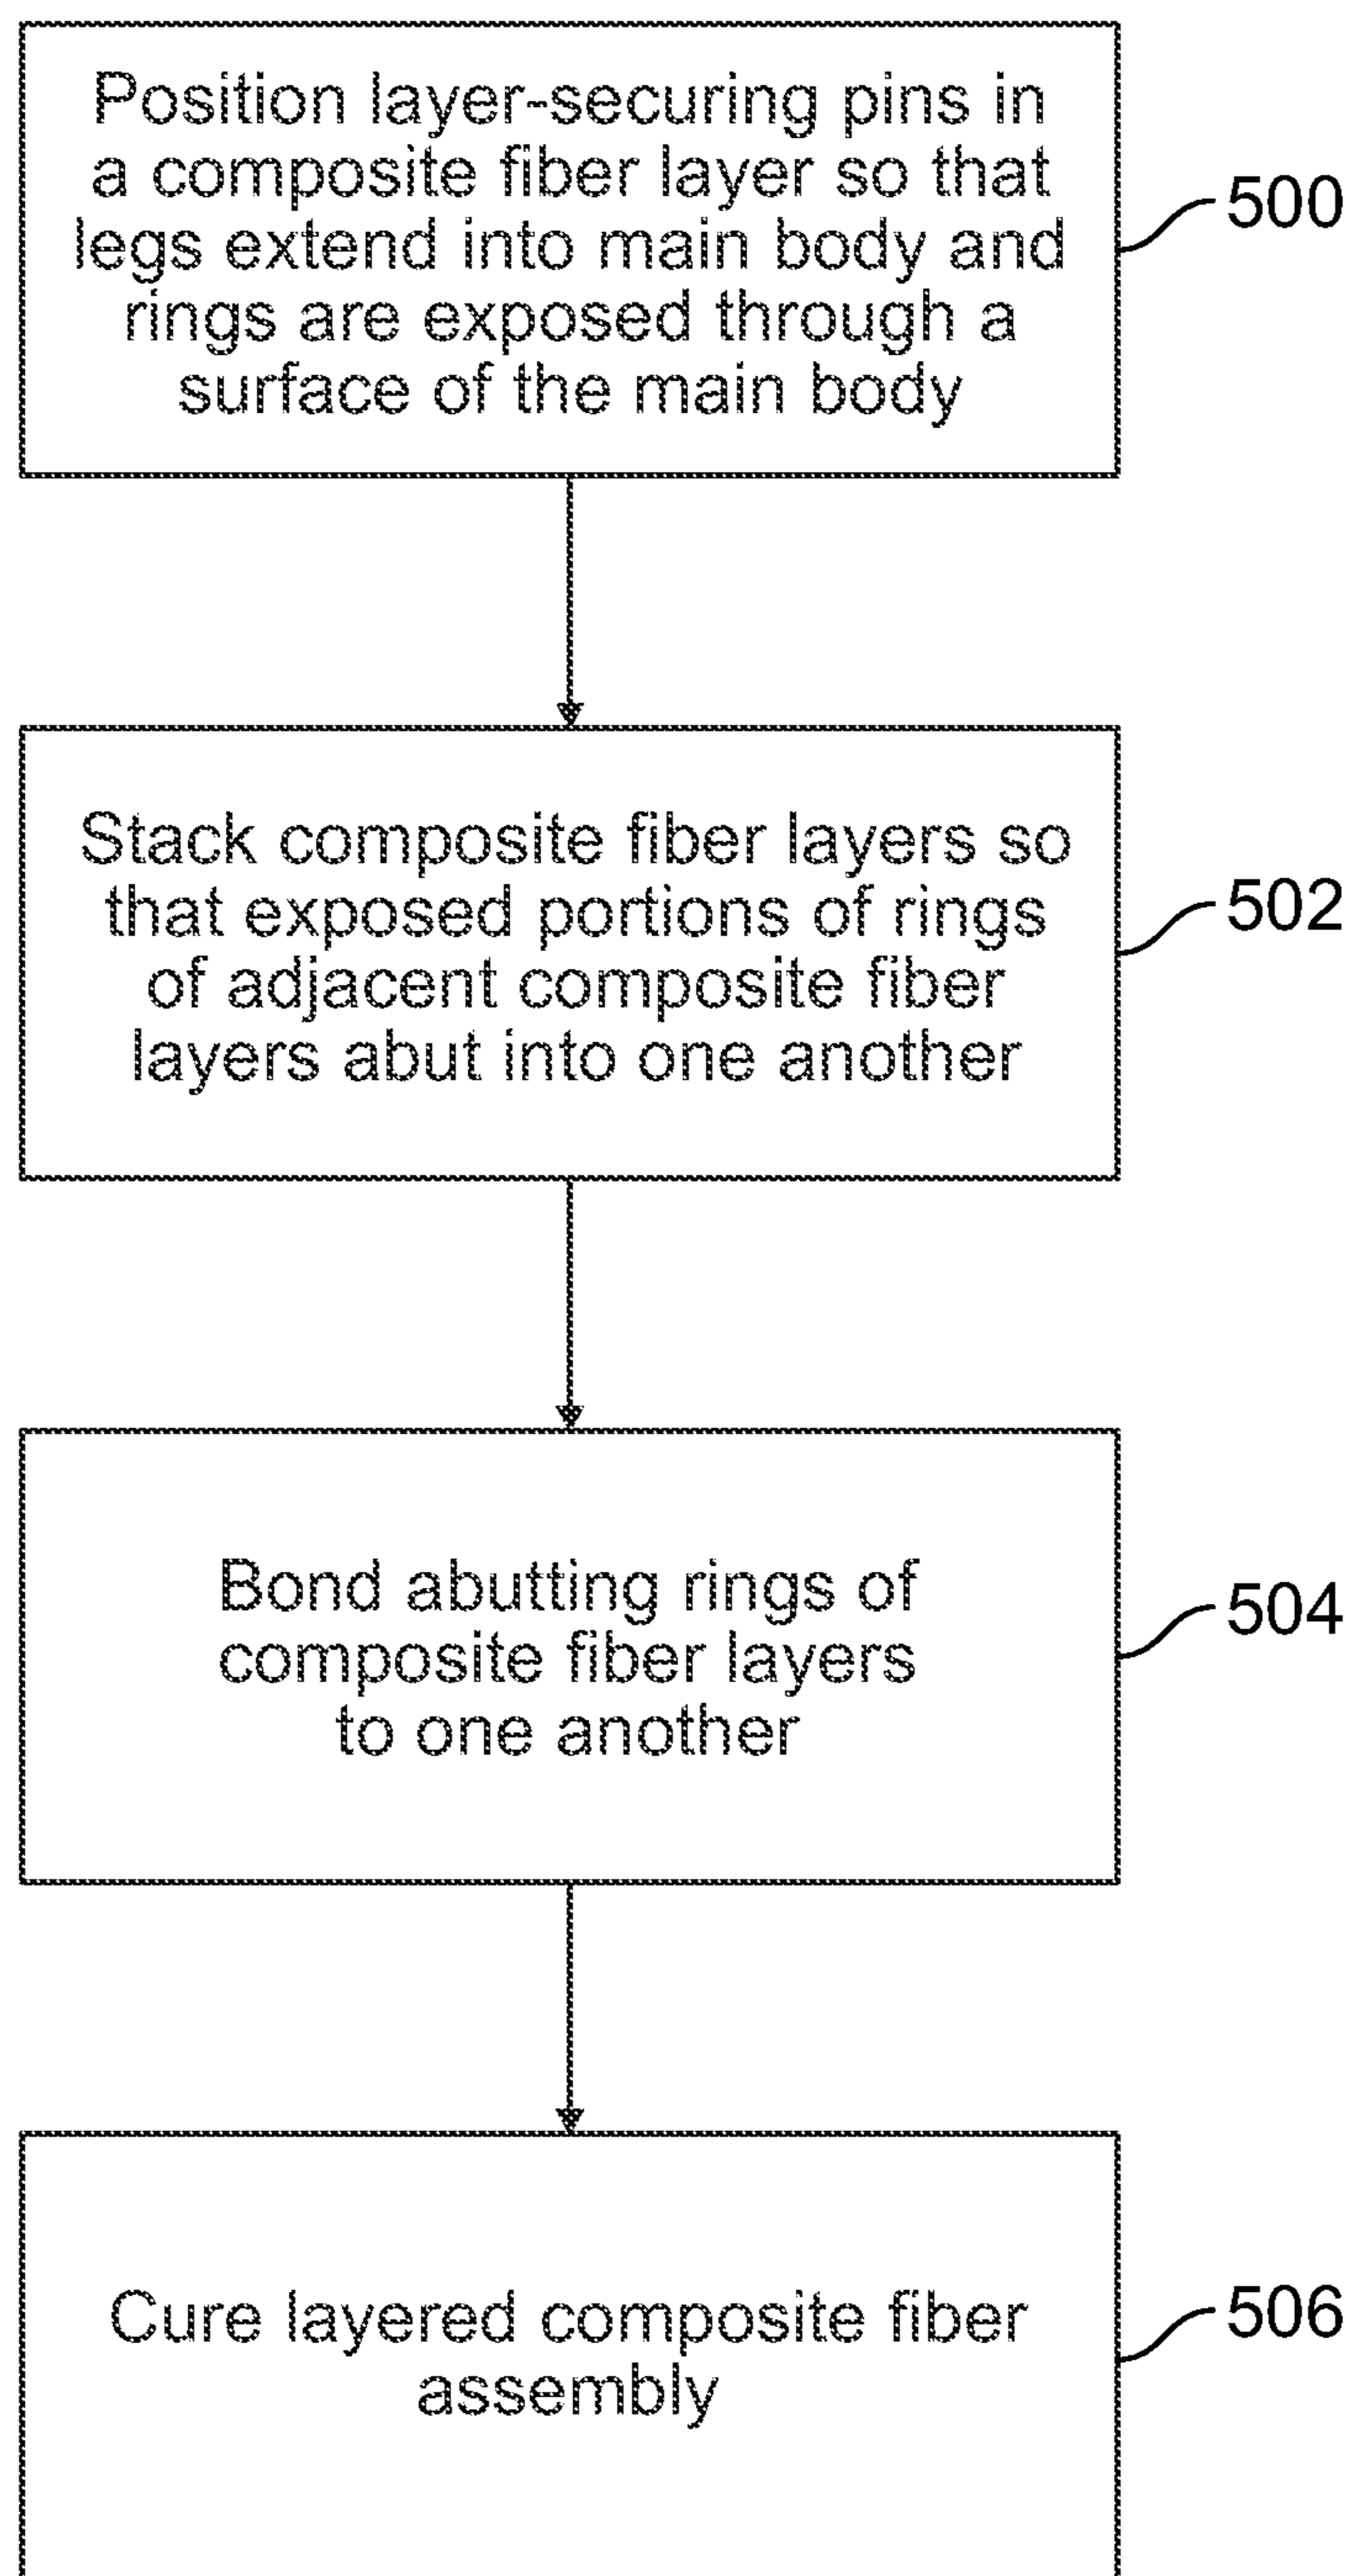 Position layer-securing pins in
a composite fiber layer so that
legs extend into main body and
rings are exposed through a
surface of the main body
500
Stack composite fiber layers so
that exposed portions of rings
of adjacent composite fiber
layers abut into one another
502
Bond abutting rings of
composite fiber layers
to one another
504
Cure layered composite fiber
assembly
506